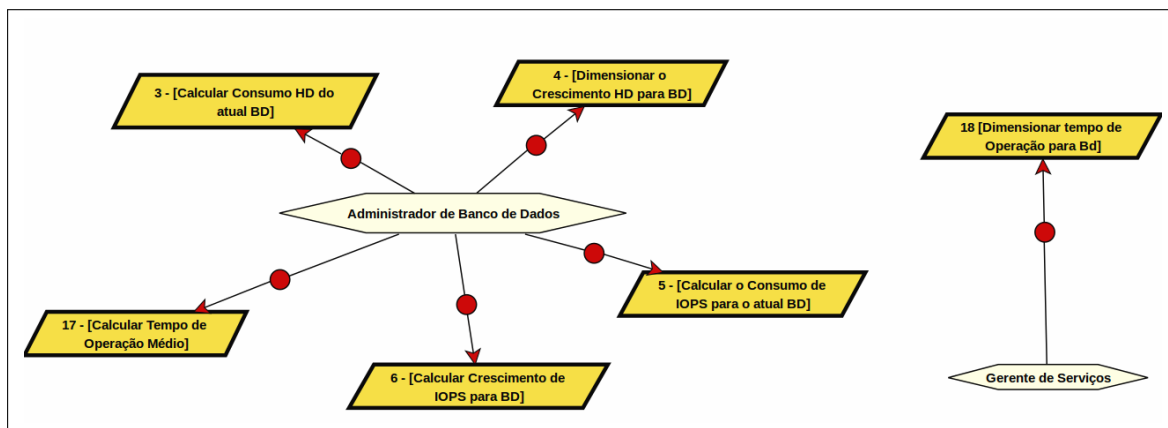 3 - [Calcular Consumo HD do
atual BD]
4 - [Dimensionar o
Crescimento HD para BD]
18 [Dimensionar tempo de
Operação para Bd]
Administrador de Banco de Dados
5 - [Calcular o Consumo de
IOPS para o atual BD]
17 - [Calcular Tempo de
Operação Médio]
6 - [Calcular Crescimento de
IOPS para BD]
Gerente de Serviços